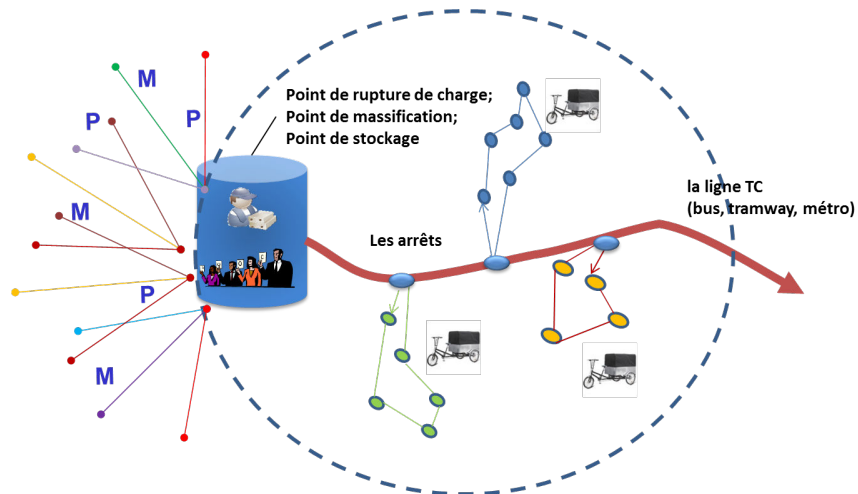 M
P
P
M
P
M
Point de rupture de charge;
Point de massification;
Point de stockage
Les arrêts
la ligne TC
(bus, tramway, métro)